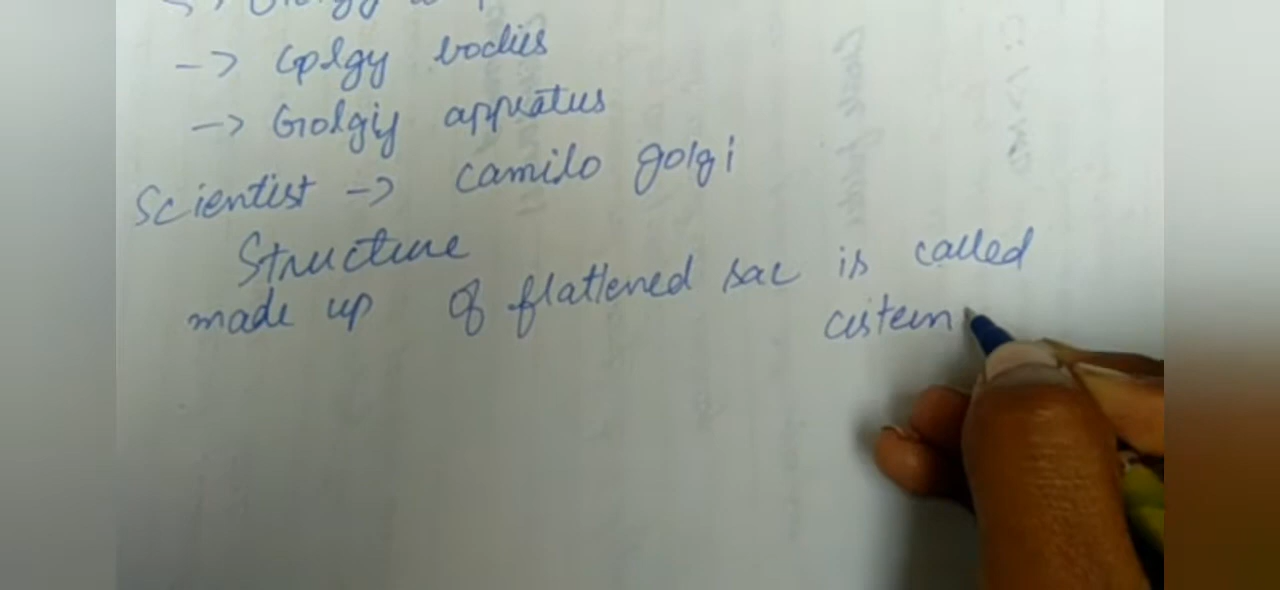 -> Golgy bodies
-> Golgiy appratus
Scientist -> Camilo golgi
Structure
made up of flattened sac is called
cistern